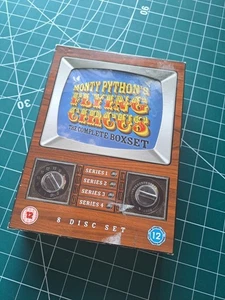 MONTY PYTHON'S
FLYING
CIRCUS
THE COMPLETE BOXSET
SERIES 1
SERIES 2
SERIES 3
SERIES 4
12
8 DISC SET
12